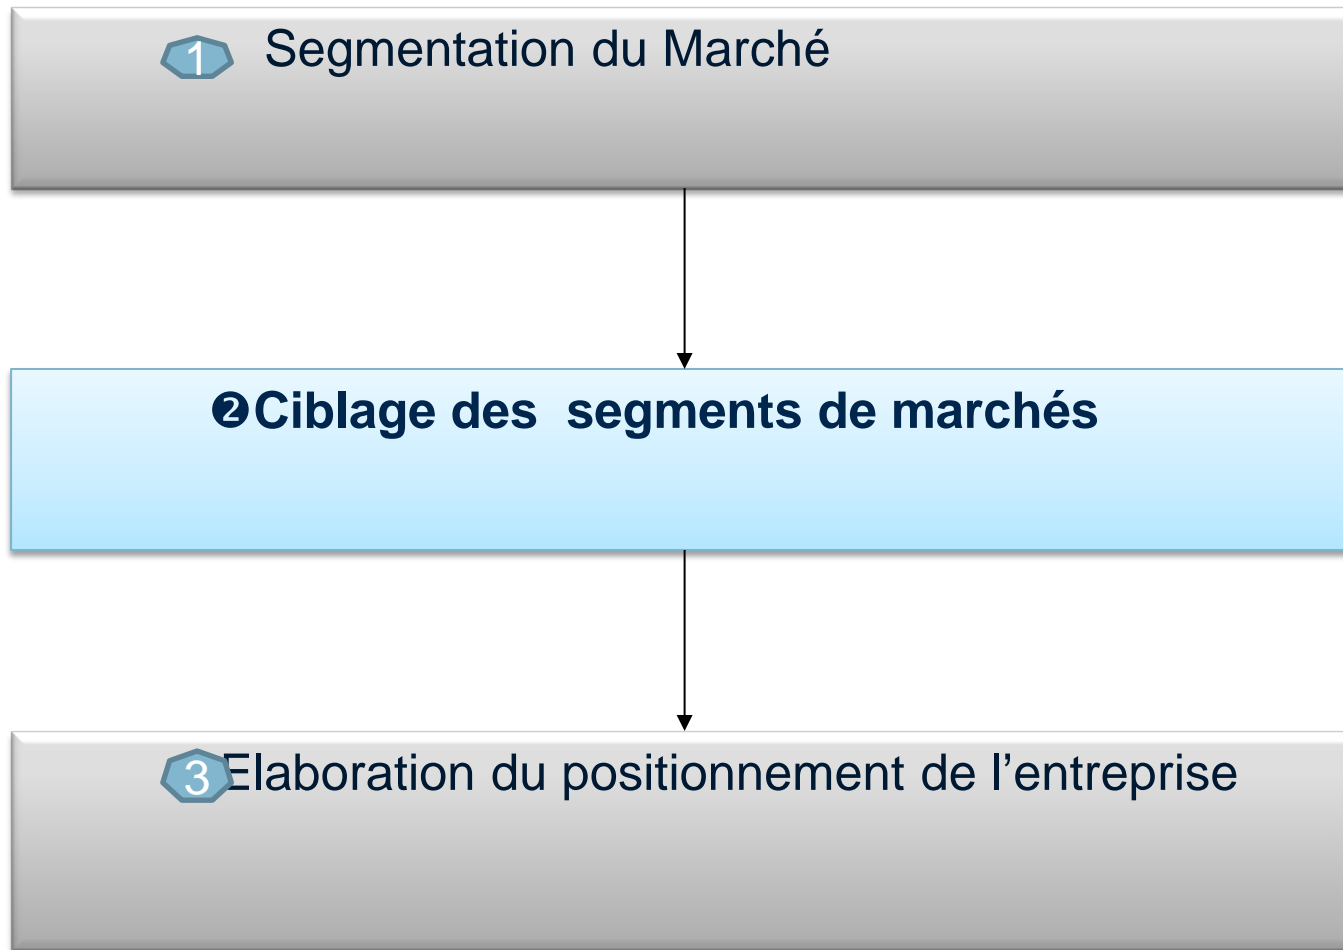 1 Segmentation du Marché
❷Ciblage des  segments de marchés
3 Elaboration du positionnement de l’entreprise